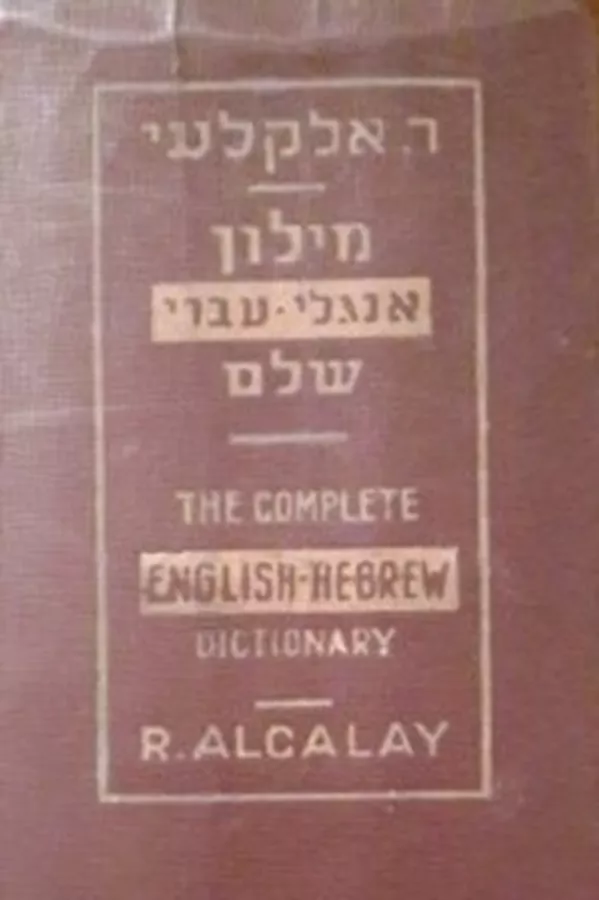 ר. אלקלעי
מילון
אנגלי-עברי
שלם
THE COMPLETE
ENGLISH-HEBREW
DICTIONARY
R. ALCALAY